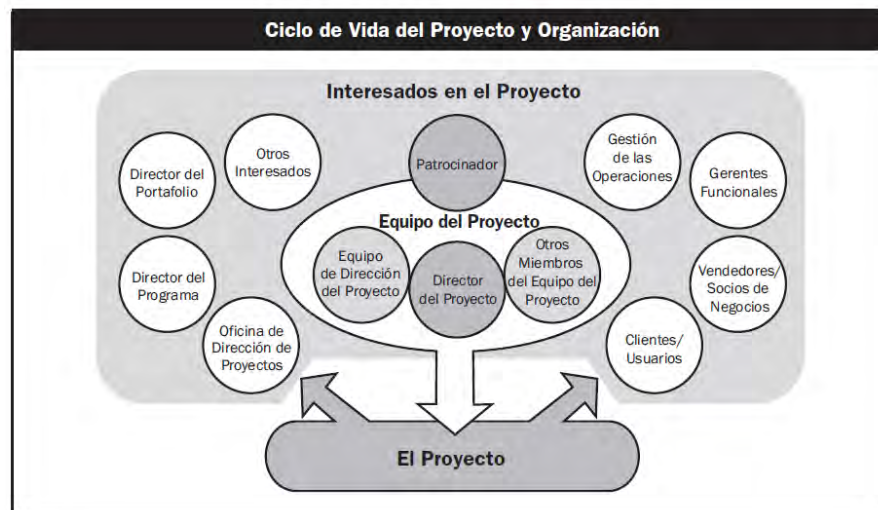 Ciclo de Vida del Proyecto y Organización
Interesados en el Proyecto
Director del
Portafolio
Otros
Interesados
Patrocinador
Gestión
de las
Operaciones
Gerentes
Funcionales
Equipo del Proyecto
Director del
Programa
Equipo
de Dirección
del Proyecto
Director
del Proyecto
Otros
Miembros
del Equipo del
Proyecto
Vendedores/
Socios de
Negocios
Oficina de
Dirección de
Proyectos
Clientes/
Usuarios
El Proyecto